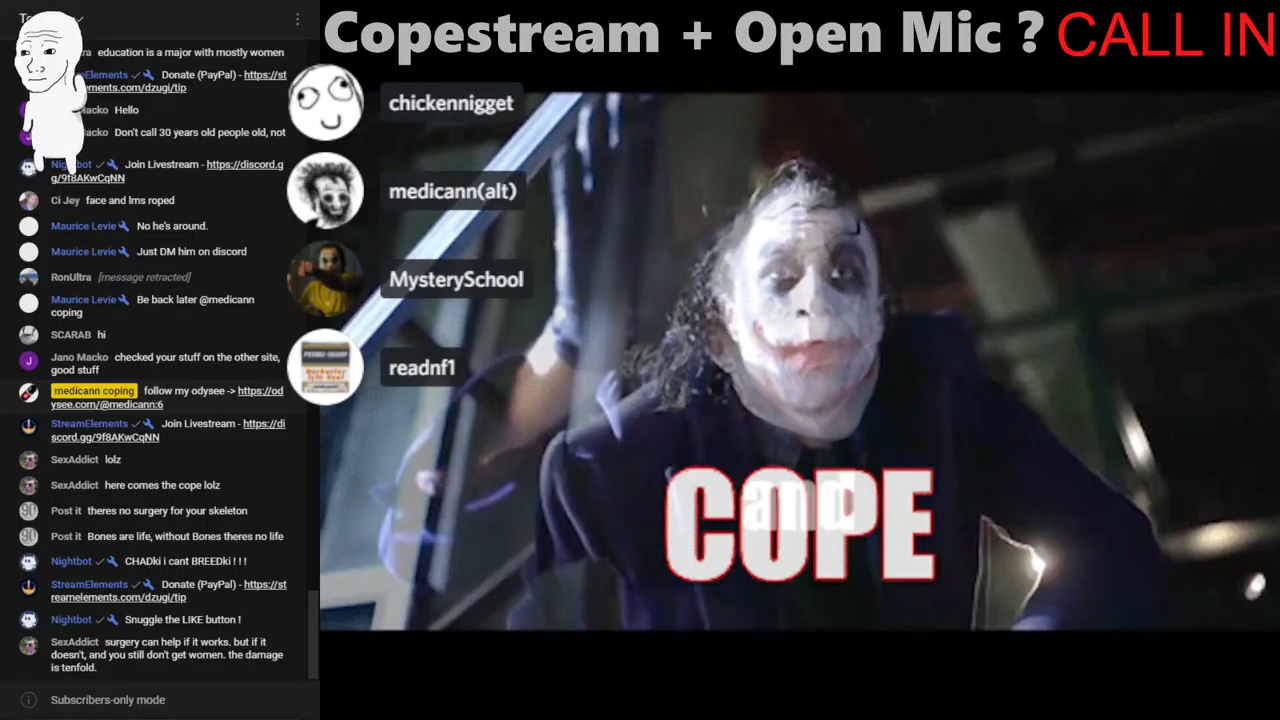 Copestream + Open Mic ? CALL IN
education is a major with mostly women
Donate (PayPal) - https://st
ements.com/dzugi/tip
Macko Hello
Don't call 30 years old people old, not
Nightbot Join Livestream - https://discord.g
g/9f8AKwCqNN
Ci Jey face and lms roped
Maurice Levie No he's around.
Maurice Levie Just DM him on discord
RonUltra [message retracted]
Maurice Levie Be back later @medicann
coping
SCARAB hi
Jano Macko checked your stuff on the other site,
good stuff
medicann coping follow my odysee -> https://od
ysee.com/@medicann:6
StreamElements Join Livestream - https://di
scord.gg/9f8AKwCqNN
SexAddict lolz
SexAddict here comes the cope lolz
Post it theres no surgery for your skeleton
Post it Bones are life, without Bones theres no life
Nightbot CHADki i cant BREEDki ! ! !
StreamElements Donate (PayPal) - https://st
reamelements.com/dzugi/tip
Nightbot Snuggle the LIKE button !
SexAddict surgery can help if it works. but if it
doesn't, and you still don't get women. the damage
is tenfold.
Subscribers-only mode
chickennigget
medicann(alt)
MysterySchool
readnf1
COPE
and